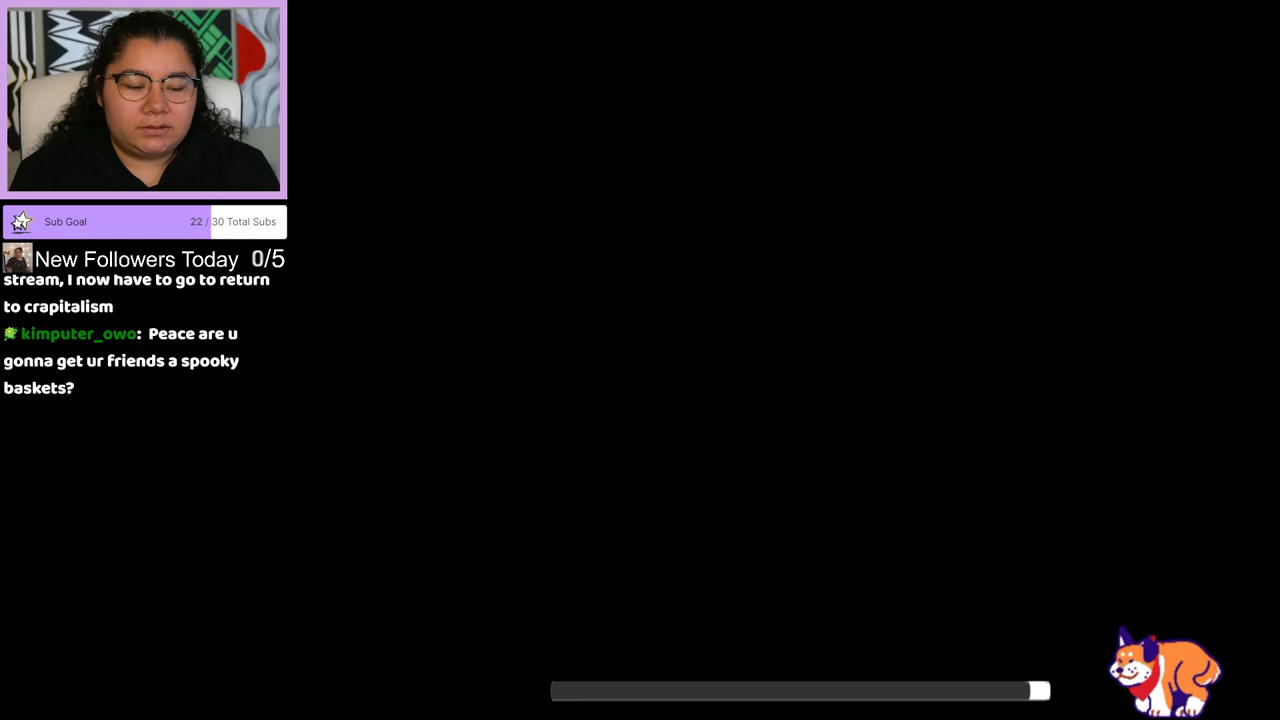 Sub Goal 22 / 30 Total Subs
New Followers Today 0/5
stream, I now have to go to return
to crapitalism
kimputer_owo: Peace are u
gonna get ur friends a spooky
baskets?